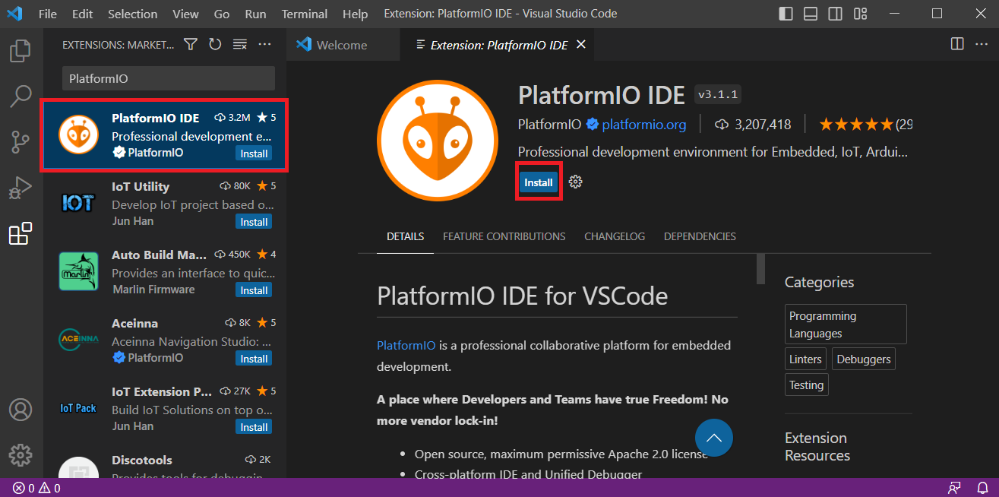 File Edit Selection View Go Run Terminal Help Extension: PlatformIO IDE - Visual Studio Code
EXTENSIONS: MARKET...
PlatformIO
PlatformIO IDE 3.2M 5
Professional development e...
PlatformIO Install
IoT Utility 80K 5
Develop IoT project based o...
Jun Han Install
Auto Build Ma... 450K 4
Provides an interface to quic...
Marlin Firmware Install
Aceinna 8K 5
Aceinna Navigation Studio: ...
PlatformIO Install
IoT Extension P... 27K 5
Build IoT Solutions on top o...
Jun Han Install
Discotools 2K
Provides tools for debuggin
IOT
Marlin
ACEINNA
IoT Pack
Welcome Extension: PlatformIO IDE
PlatformIO IDE v3.1.1
PlatformIO platformio.org 3,207,418 (29
Professional development environment for Embedded, IoT, Ardui...
Install
DETAILS FEATURE CONTRIBUTIONS CHANGELOG DEPENDENCIES
PlatformIO IDE for VSCode
PlatformIO is a professional collaborative platform for embedded
development.
A place where Developers and Teams have true Freedom! No
more vendor lock-in!
• Open source, maximum permissive Apache 2.0 license
• Cross-platform IDE and Unified Debugger
Categories
Programming
Languages
Linters Debuggers
Testing
Extension
Resources
0 0